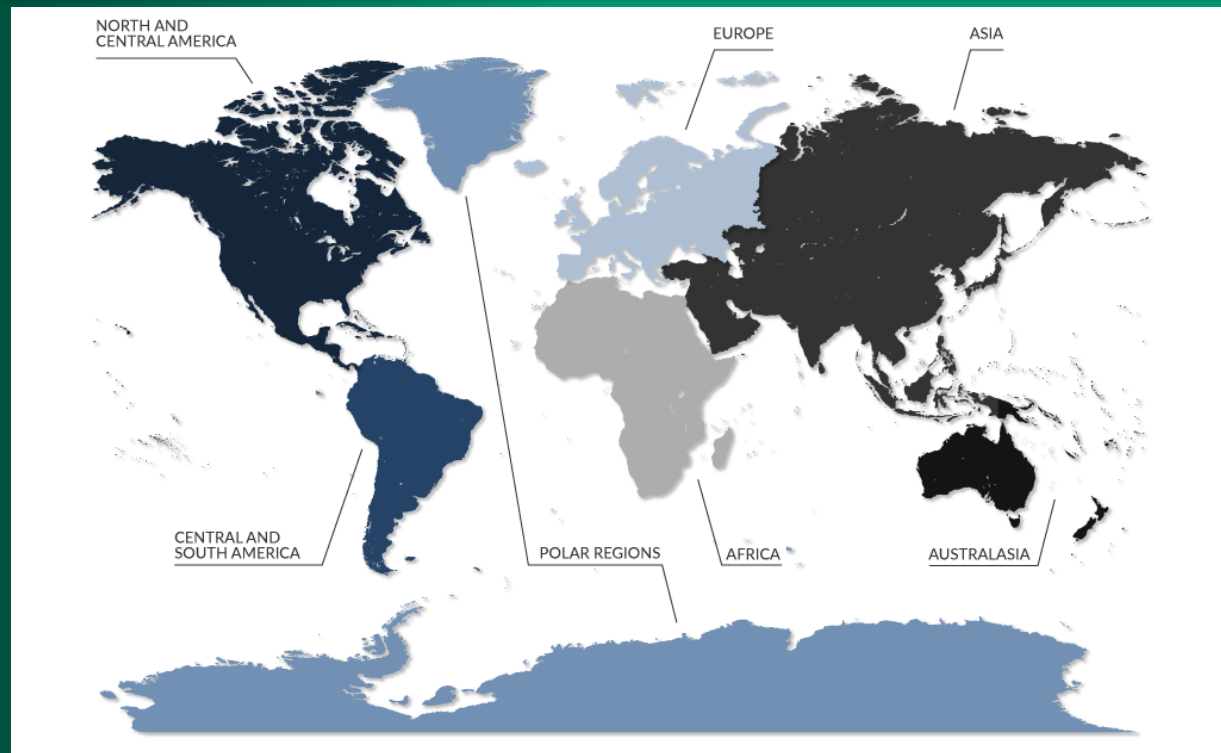 NORTH AND
CENTRAL AMERICA
EUROPE
ASIA
CENTRAL AND
SOUTH AMERICA
POLAR REGIONS
AFRICA
AUSTRALASIA